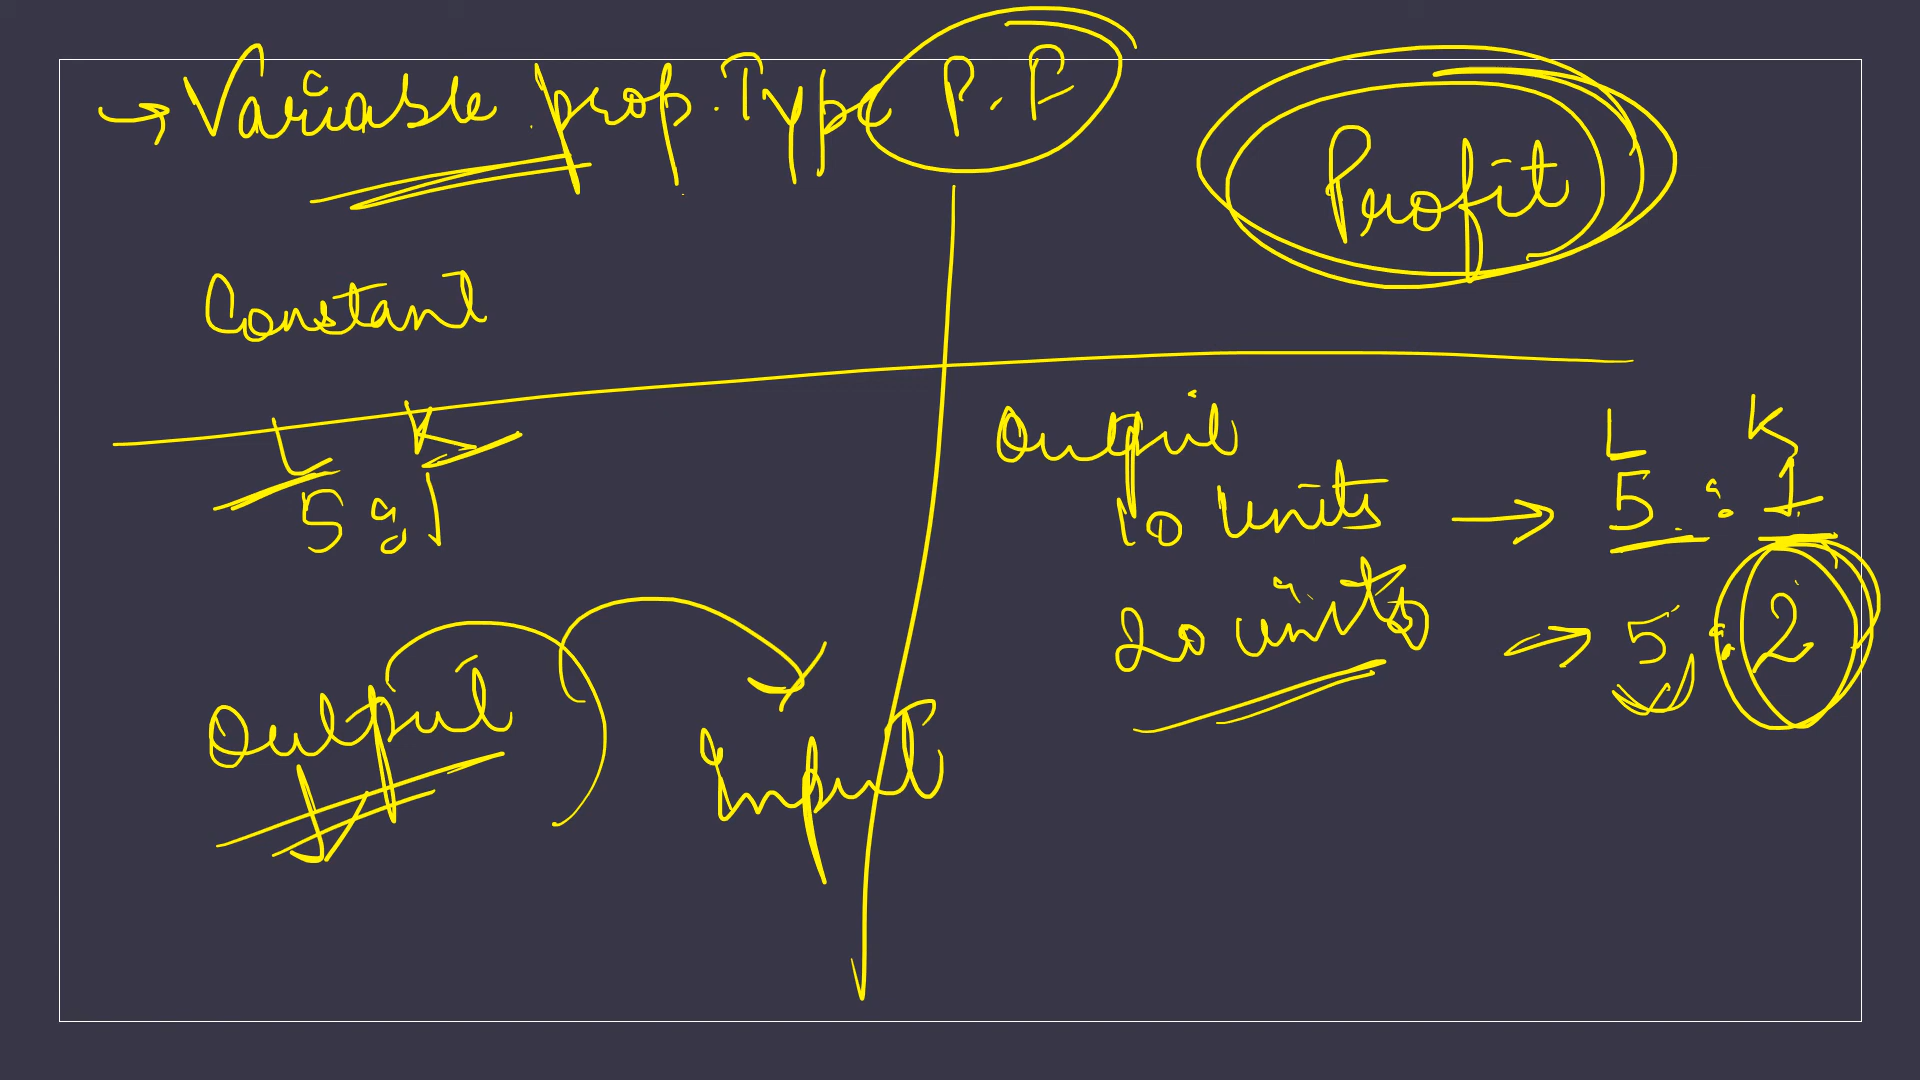 → Variable prop. Type P.F
Profit
Constant
L K
5 : 1
Output Input
Output L K
10 units → 5 : 1
20 units → 5 : 2